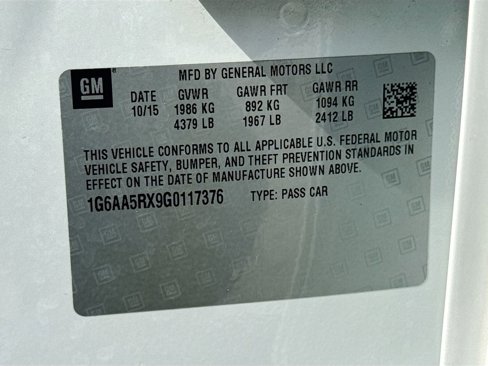 GM
MFD BY GENERAL MOTORS LLC
DATE GVWR GAWR FRT GAWR RR
10/15 1986 KG 892 KG 1094 KG
4379 LB 1967 LB 2412 LB
THIS VEHICLE CONFORMS TO ALL APPLICABLE U.S. FEDERAL MOTOR
VEHICLE SAFETY, BUMPER, AND THEFT PREVENTION STANDARDS IN
EFFECT ON THE DATE OF MANUFACTURE SHOWN ABOVE.
1G6AA5RX9G0117376 TYPE: PASS CAR